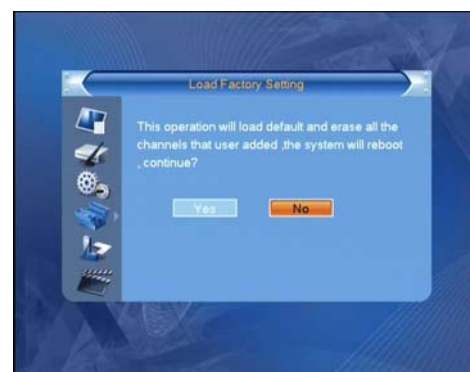 Load Factory Setting
This operation will load default and erase all the
channels that user added ,the system will reboot
, continue?
Yes No